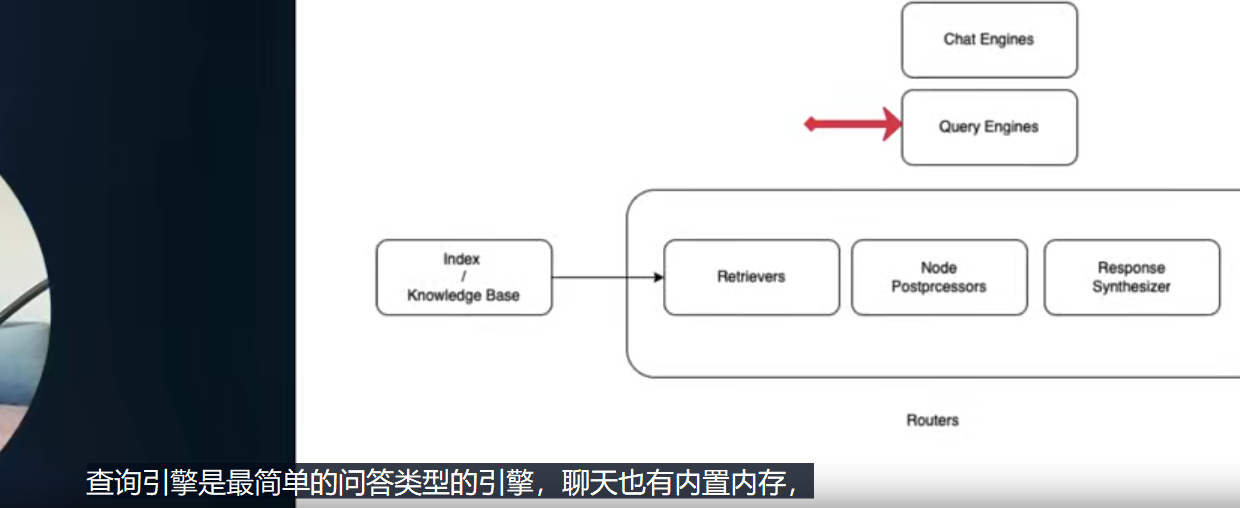 Chat Engines
Query Engines
Index
/
Knowledge Base
Retrievers
Node
Postprcessors
Response
Synthesizer
Routers
查询引擎是最简单的问答类型的引擎，聊天也有内置内存，